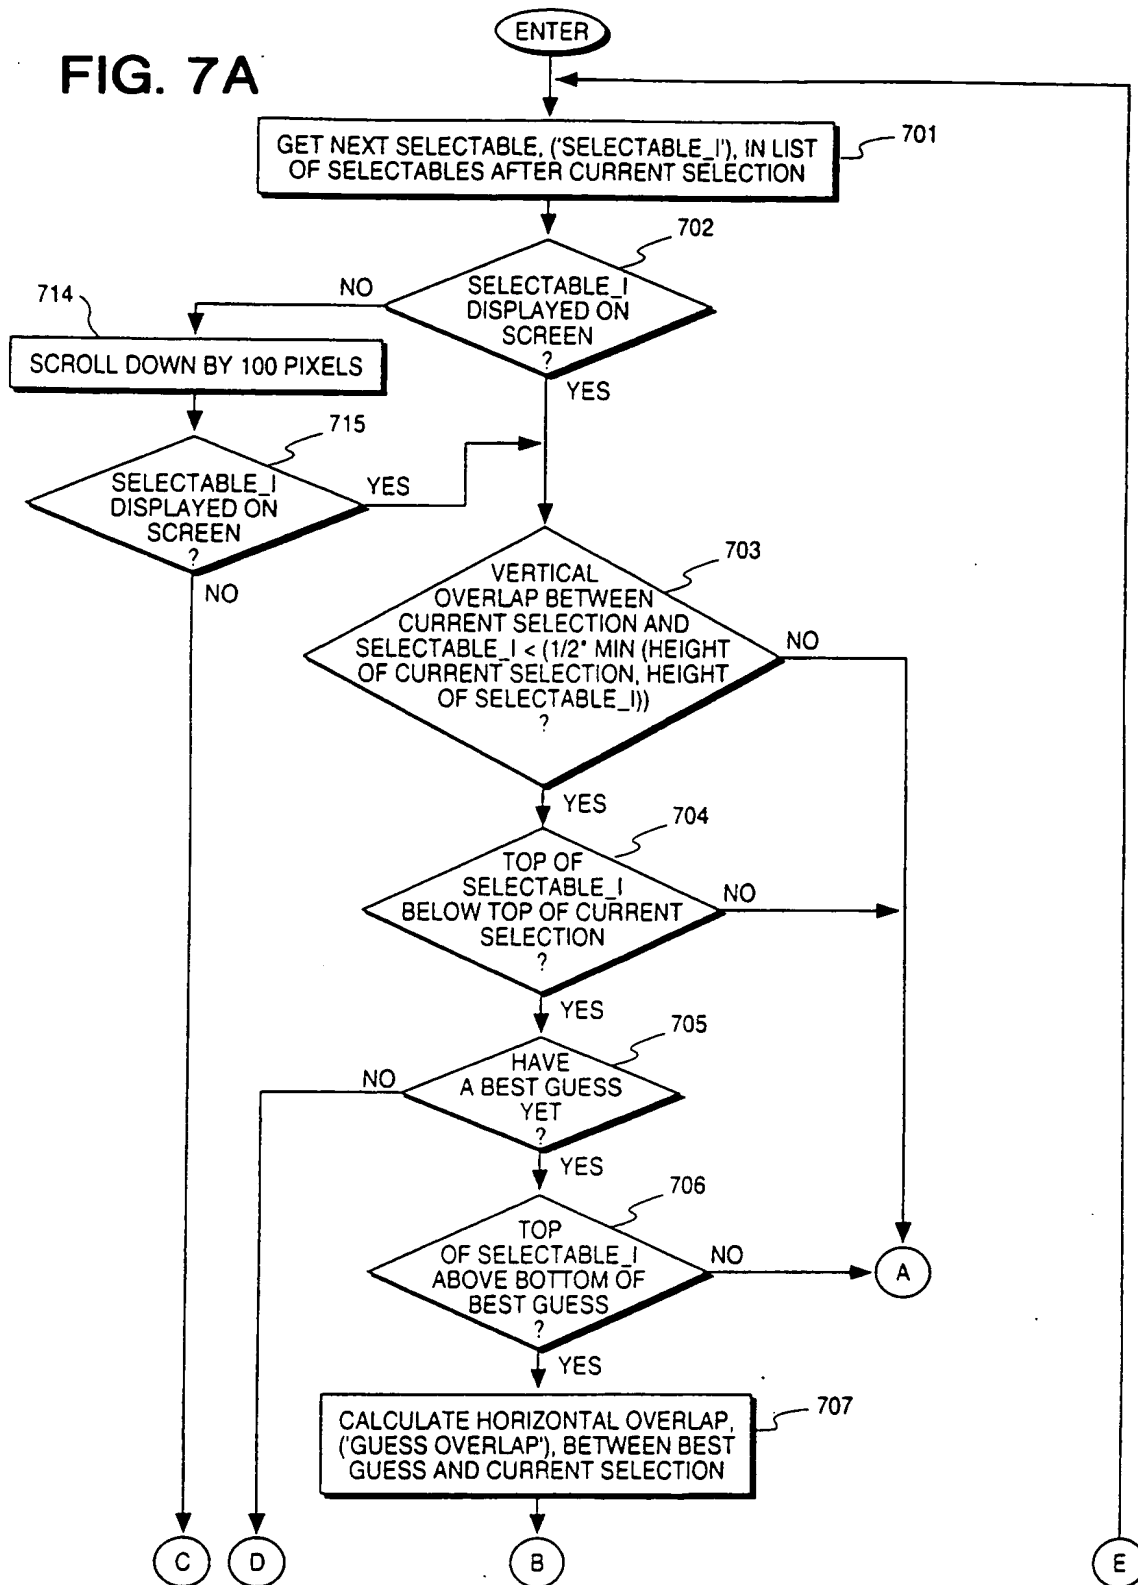 FIG. 7A
ENTER
GET NEXT SELECTABLE, ('SELECTABLE_I'), IN LIST
OF SELECTABLES AFTER CURRENT SELECTION
701
702
SELECTABLE_I
DISPLAYED ON
SCREEN
?
NO
YES
714
SCROLL DOWN BY 100 PIXELS
715
SELECTABLE_I
DISPLAYED ON
SCREEN
?
YES
NO
703
VERTICAL
OVERLAP BETWEEN
CURRENT SELECTION AND
SELECTABLE_I < (1/2* MIN (HEIGHT
OF CURRENT SELECTION, HEIGHT
OF SELECTABLE_I))
?
NO
YES
704
TOP OF
SELECTABLE_I
BELOW TOP OF CURRENT
SELECTION
?
NO
YES
705
HAVE
A BEST GUESS
YET
?
NO
YES
706
TOP
OF SELECTABLE_I
ABOVE BOTTOM OF
BEST GUESS
?
NO
A
YES
707
CALCULATE HORIZONTAL OVERLAP,
('GUESS OVERLAP'), BETWEEN BEST
GUESS AND CURRENT SELECTION
C
D
B
E